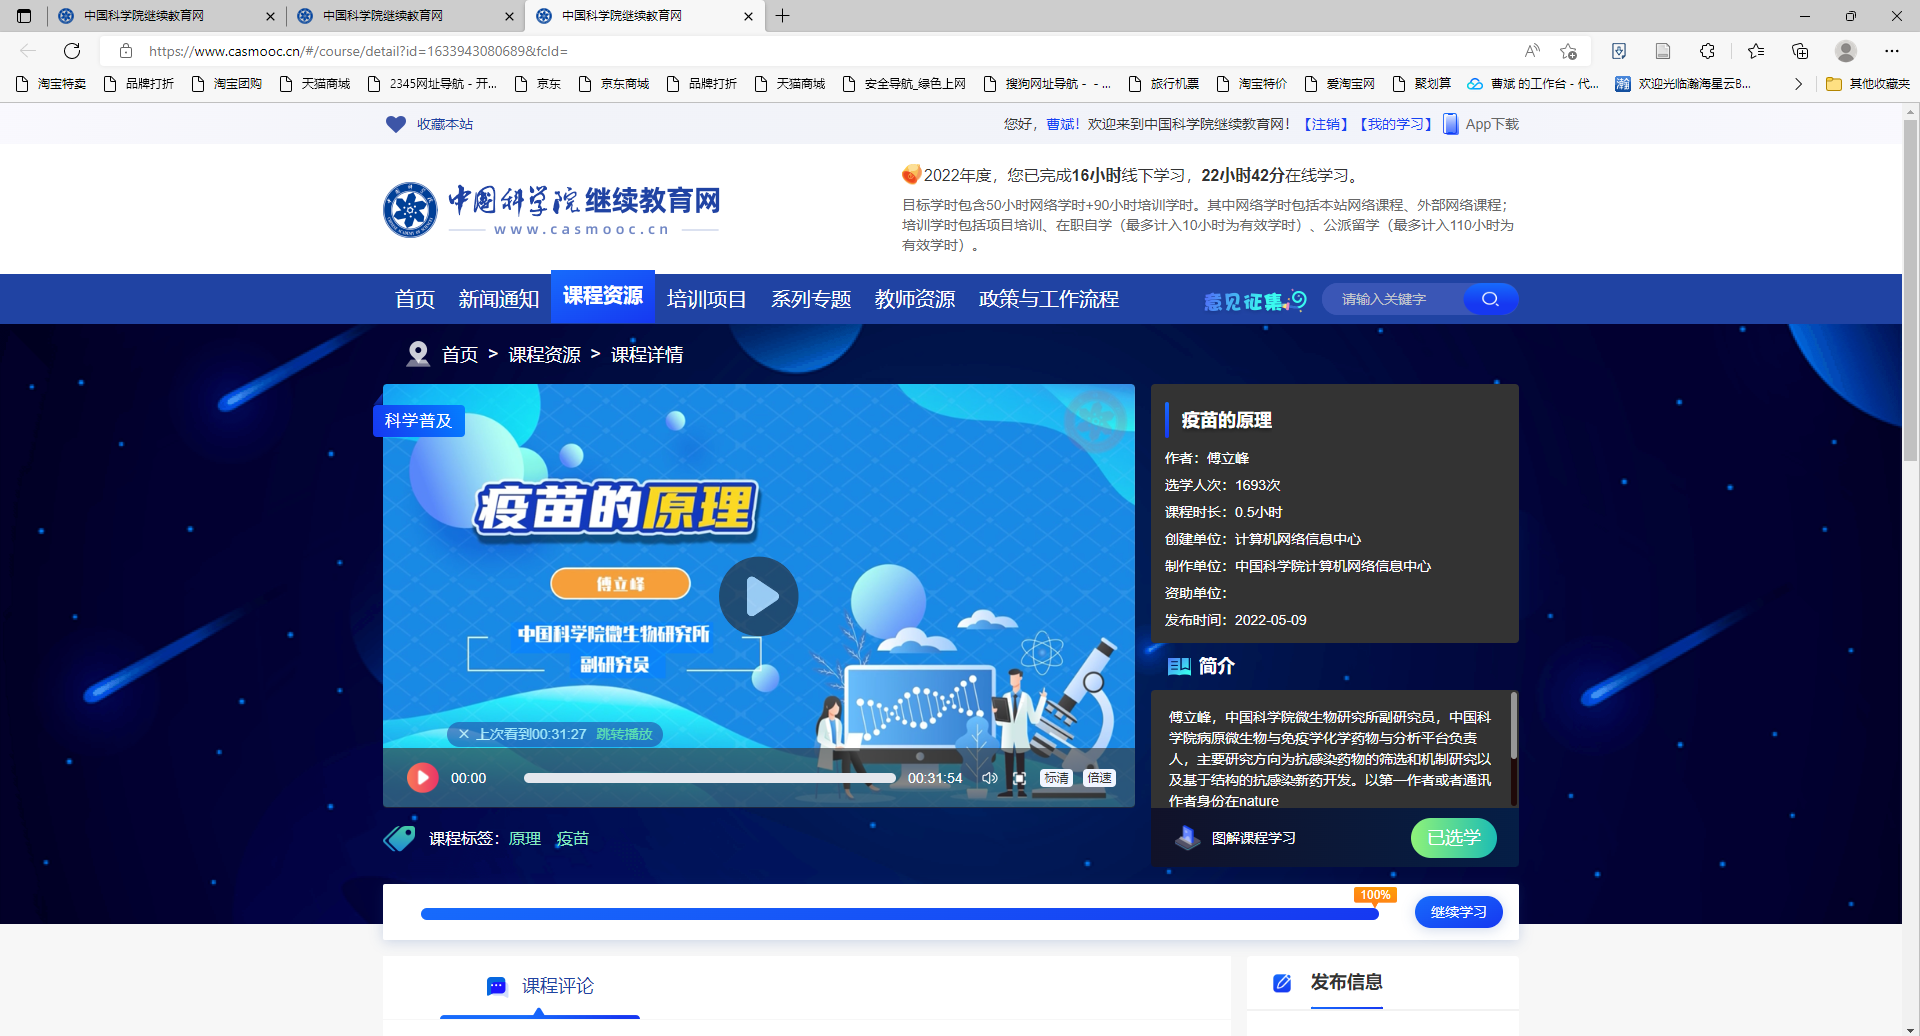 中国科学院继续教育网
中国科学院继续教育网
中国科学院继续教育网
https://www.casmooc.cn/#/course/detail?id=1633943080689&fcId=
淘宝特卖
品牌打折
淘宝团购
天猫商城
2345网址导航 - 开...
京东
京东商城
品牌打折
天猫商城
安全导航_绿色上网
搜狗网址导航 - - ...
旅行机票
淘宝特价
爱淘宝网
聚划算
曹斌 的工作台 - 代...
欢迎光临瀚海星云B...
其他收藏夹
收藏本站
您好，曹斌！欢迎来到中国科学院继续教育网！【注销】【我的学习】 App下载
中国科学院继续教育网
www.casmooc.cn
2022年度，您已完成16小时线下学习，22小时42分在线学习。
目标学时包含50小时网络学时+90小时培训学时。其中网络学时包括本站网络课程、外部网络课程；
培训学时包括项目培训、在职自学（最多计入10小时为有效学时）、公派留学（最多计入110小时为
有效学时）。
首页 新闻通知 课程资源 培训项目 系列专题 教师资源 政策与工作流程
意见征集
请输入关键字
首页 > 课程资源 > 课程详情
科学普及
疫苗的原理
傅立峰
中国科学院微生物研究所
副研究员
× 上次看到00:31:27 跳转播放
00:00
00:31:54
标清
倍速
疫苗的原理
作者：傅立峰
选学人次：1693次
课程时长：0.5小时
创建单位：计算机网络信息中心
制作单位：中国科学院计算机网络信息中心
资助单位：
发布时间：2022-05-09
简介
傅立峰，中国科学院微生物研究所副研究员，中国科
学院病原微生物与免疫学化学药物与分析平台负责
人，主要研究方向为抗感染药物的筛选和机制研究以
及基于结构的抗感染新药开发。以第一作者或者通讯
作者身份在nature
图解课程学习
已选学
课程标签：原理 疫苗
100%
继续学习
课程评论
发布信息